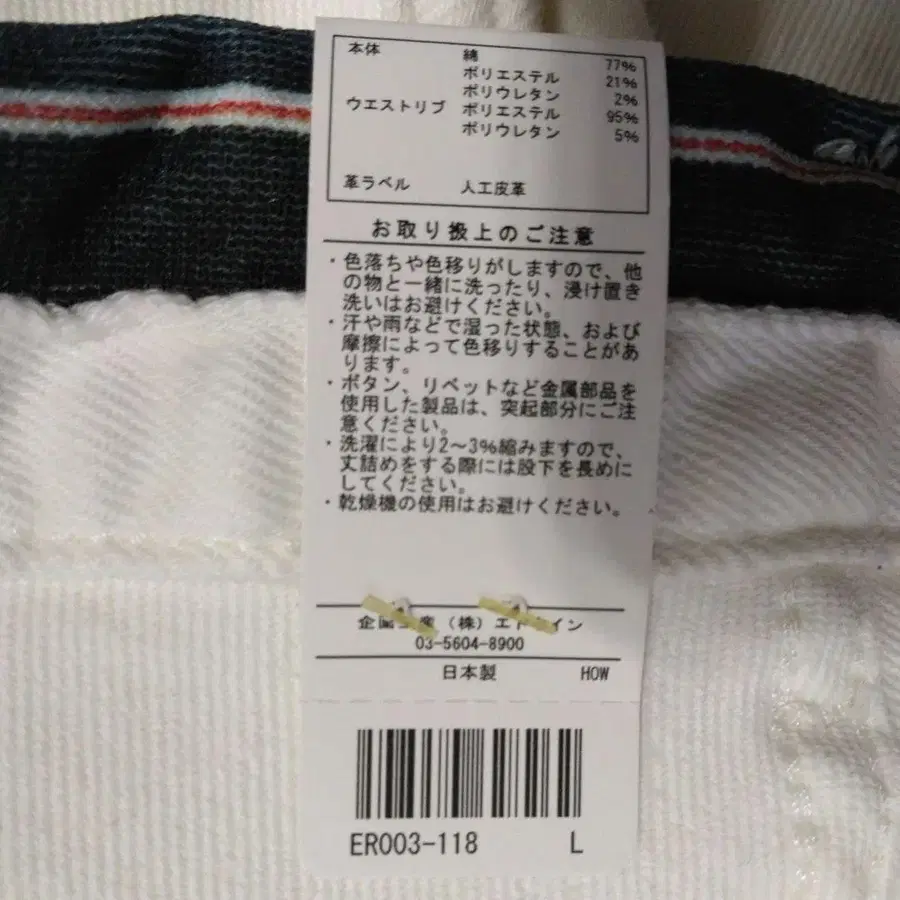 本体 綿 77%
ポリエステル 21%
ポリウレタン 2%
ウエストリブ ポリエステル 95%
ポリウレタン 5%
革ラベル 人工皮革
お取り扱上のご注意
・色落ちや色移りがしますので、他
の物と一緒に洗ったり、浸け置き
洗いはお避けください。
・汗や雨などで湿った状態、および
摩擦によって色移りすることがあ
ります。
・ボタン、リベットなど金属部品を
使用した製品は、突起部分にご注
意ください。
・洗濯により2〜3%縮みますので、
丈詰めをする際には股下を長めに
してください。
・乾燥機の使用はお避けください。
企画生産 (株) エドウイン
03-5604-8900
日本製 HOW
ER003-118 L